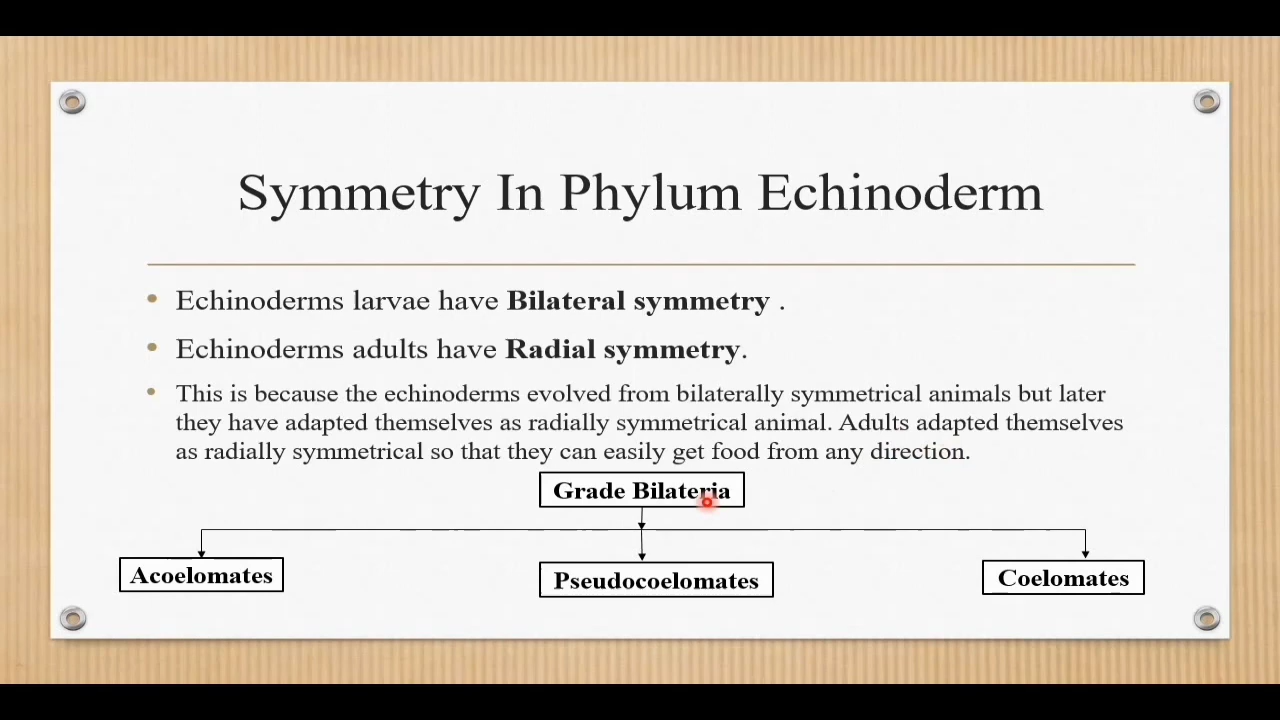 Symmetry In Phylum Echinoderm
• Echinoderms larvae have Bilateral symmetry .
• Echinoderms adults have Radial symmetry.
• This is because the echinoderms evolved from bilaterally symmetrical animals but later
they have adapted themselves as radially symmetrical animal. Adults adapted themselves
as radially symmetrical so that they can easily get food from any direction.
Grade Bilateria
Acoelomates
Pseudocoelomates
Coelomates